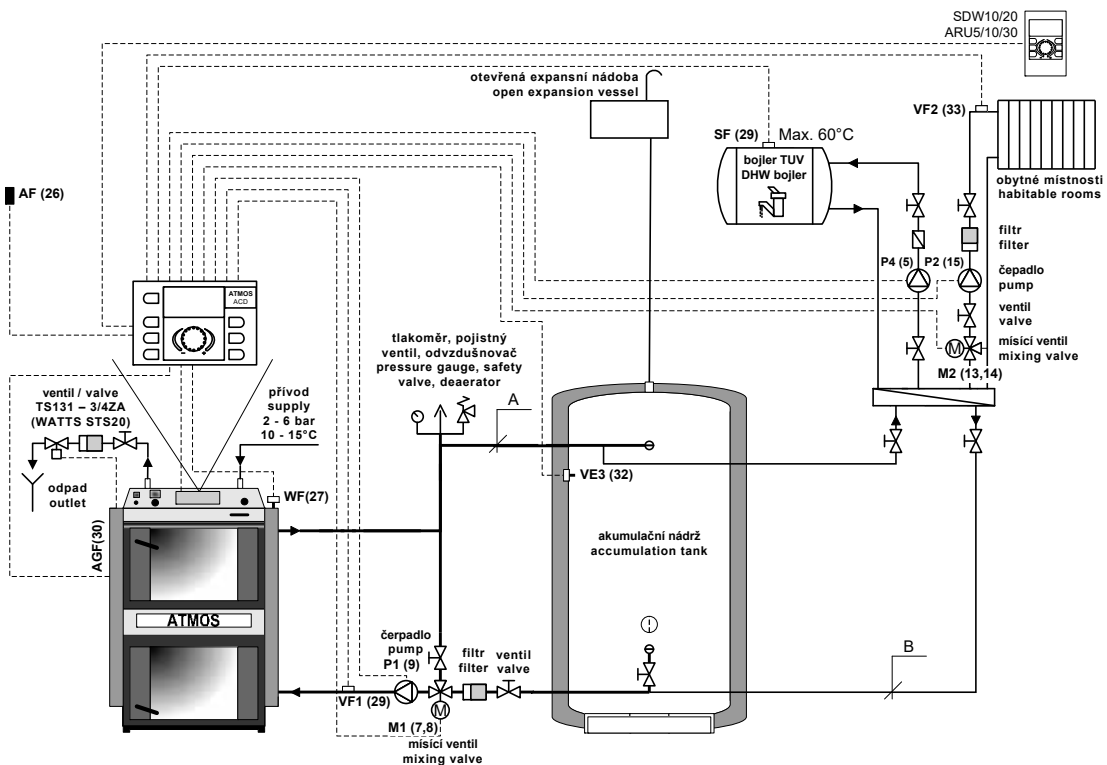 SDW10/20
ARU5/10/30
otevřená expansní nádoba
open expansion vessel
VF2 (33)
SF (29)
Max. 60°C
bojler TUV
DHW bojler
obytné místnosti
habitable rooms
AF (26)
filtr
filter
P4 (5)
P2 (15)
čepadlo
pump
ATMOS
ACD
ventil
valve
tlakoměr, pojistný
ventil, odvzdušnovač
pressure gauge, safety
valve, deaerator
M
mísící ventil
mixing valve
M2 (13,14)
ventil / valve
TS131 – 3/4ZA
(WATTS STS20)
přívod
supply
2 - 6 bar
10 - 15°C
A
VE3 (32)
odpad
outlet
WF(27)
AGF(30)
akumulační nádrž
accumulation tank
ATMOS
čerpadlo
pump
P1 (9)
filtr
filter
ventil
valve
B
VF1 (29)
M
M1 (7,8)
mísící ventil
mixing valve